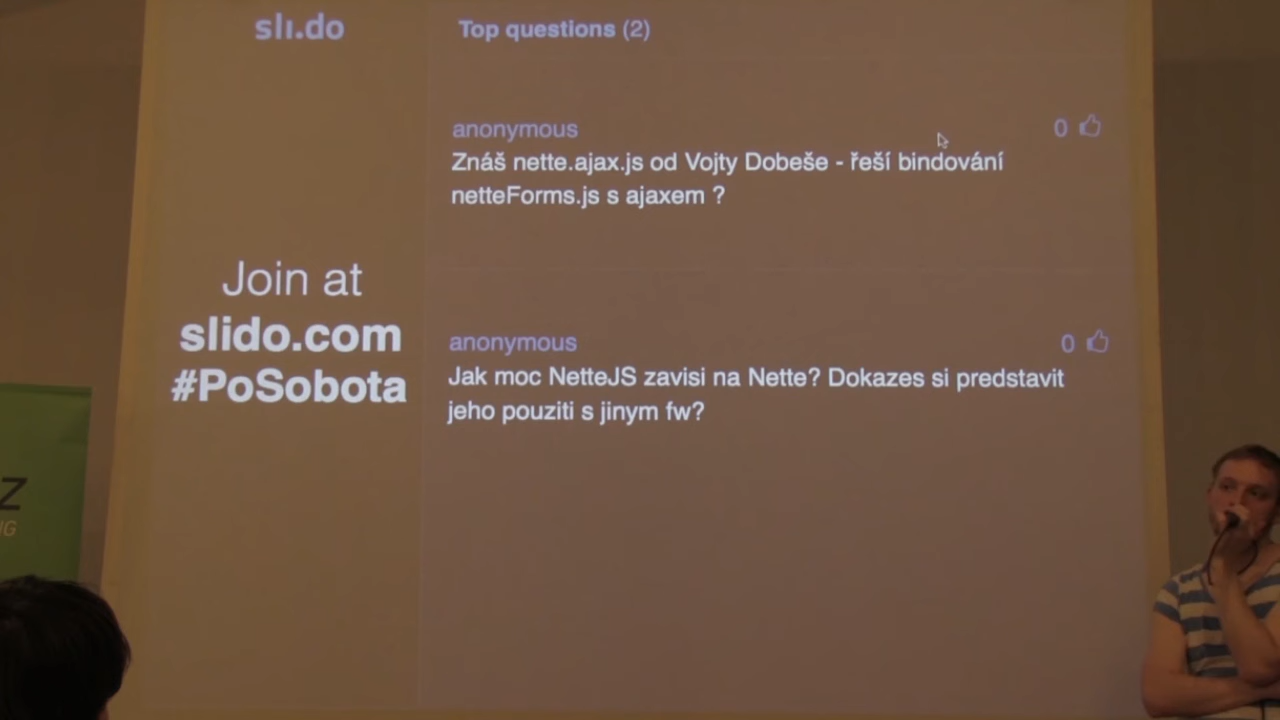 sli.do
Top questions (2)
anonymous
0
Znáš nette.ajax.js od Vojty Dobeše - řeší bindování
netteForms.js s ajaxem ?
Join at
slido.com
#PoSobota
anonymous
0
Jak moc NetteJS zavisi na Nette? Dokazes si predstavit
jeho pouziti s jinym fw?
Z
G